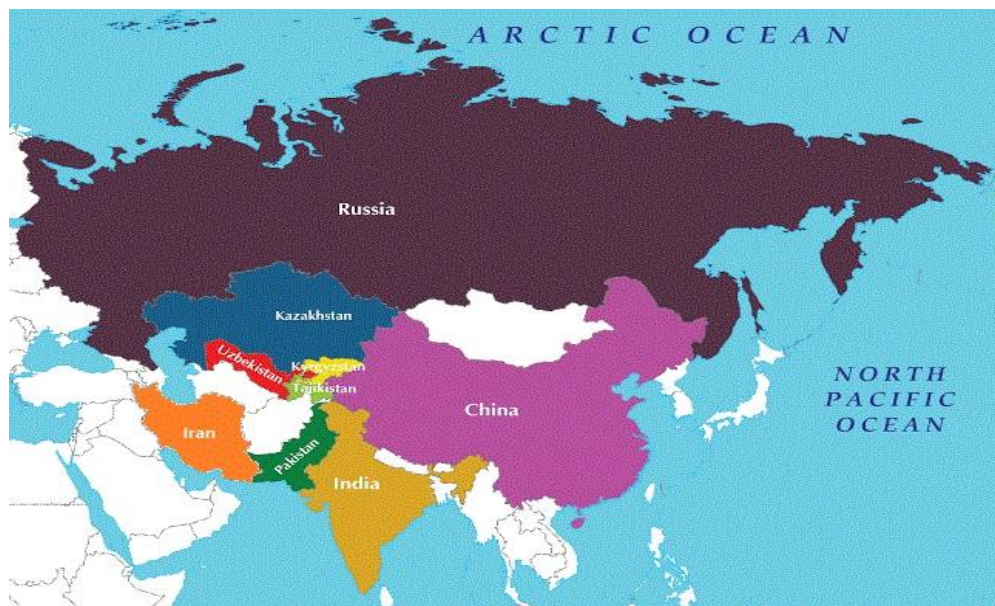 ARCTIC OCEAN
Russia
Kazakhstan
Uzbekistan
Kyrgyzstan
Tajikistan
China
NORTH
PACIFIC
OCEAN
Iran
Pakistan
India